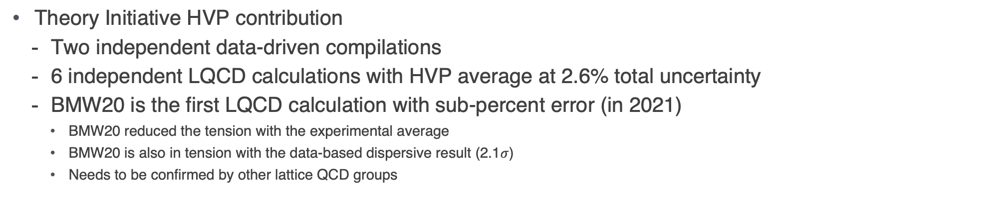 • Theory Initiative HVP contribution
- Two independent data-driven compilations
- 6 independent LQCD calculations with HVP average at 2.6% total uncertainty
- BMW20 is the first LQCD calculation with sub-percent error (in 2021)
• BMW20 reduced the tension with the experimental average
• BMW20 is also in tension with the data-based dispersive result (2.1σ)
• Needs to be confirmed by other lattice QCD groups